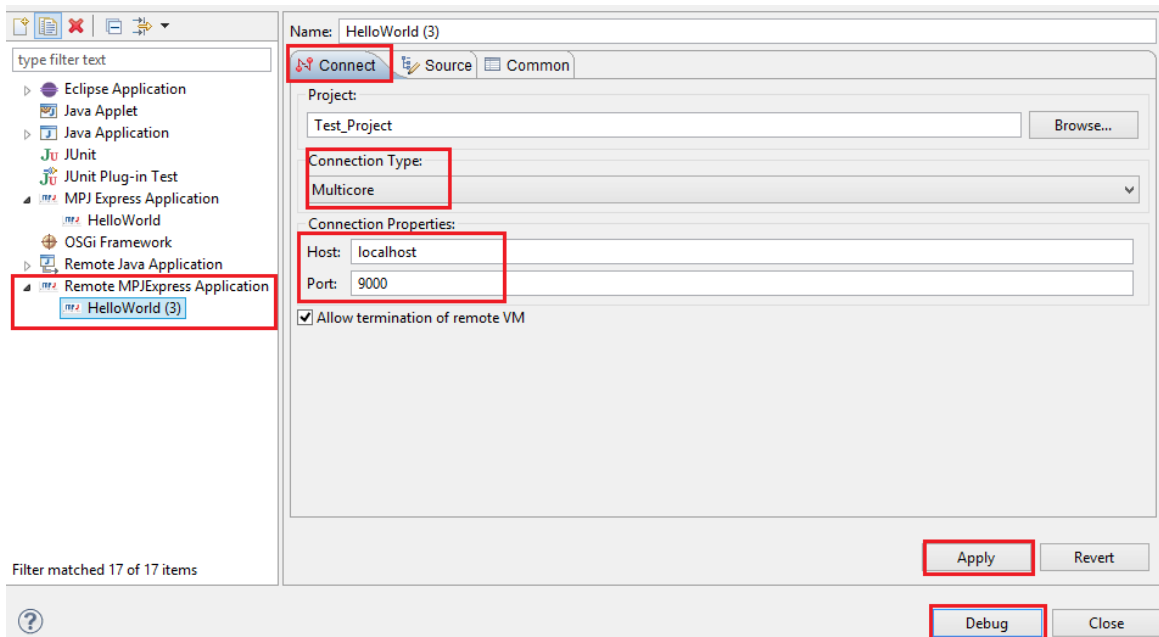 Name: HelloWorld (3)
type filter text
Eclipse Application
Java Applet
Java Application
JU JUnit
JU JUnit Plug-in Test
MPJ Express Application
HelloWorld
OSGi Framework
Remote Java Application
Remote MPJExpress Application
HelloWorld (3)
Filter matched 17 of 17 items
Connect Source Common
Project:
Test_Project Browse...
Connection Type:
Multicore
Connection Properties:
Host: localhost
Port: 9000
Allow termination of remote VM
Apply Revert
? Debug Close